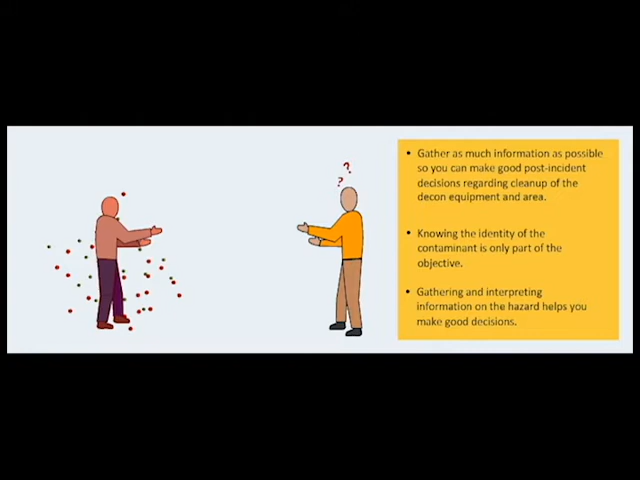 ? ?
• Gather as much information as possible
so you can make good post-incident
decisions regarding cleanup of the
decon equipment and area.
• Knowing the identity of the
contaminant is only part of the
objective.
• Gathering and interpreting
information on the hazard helps you
make good decisions.